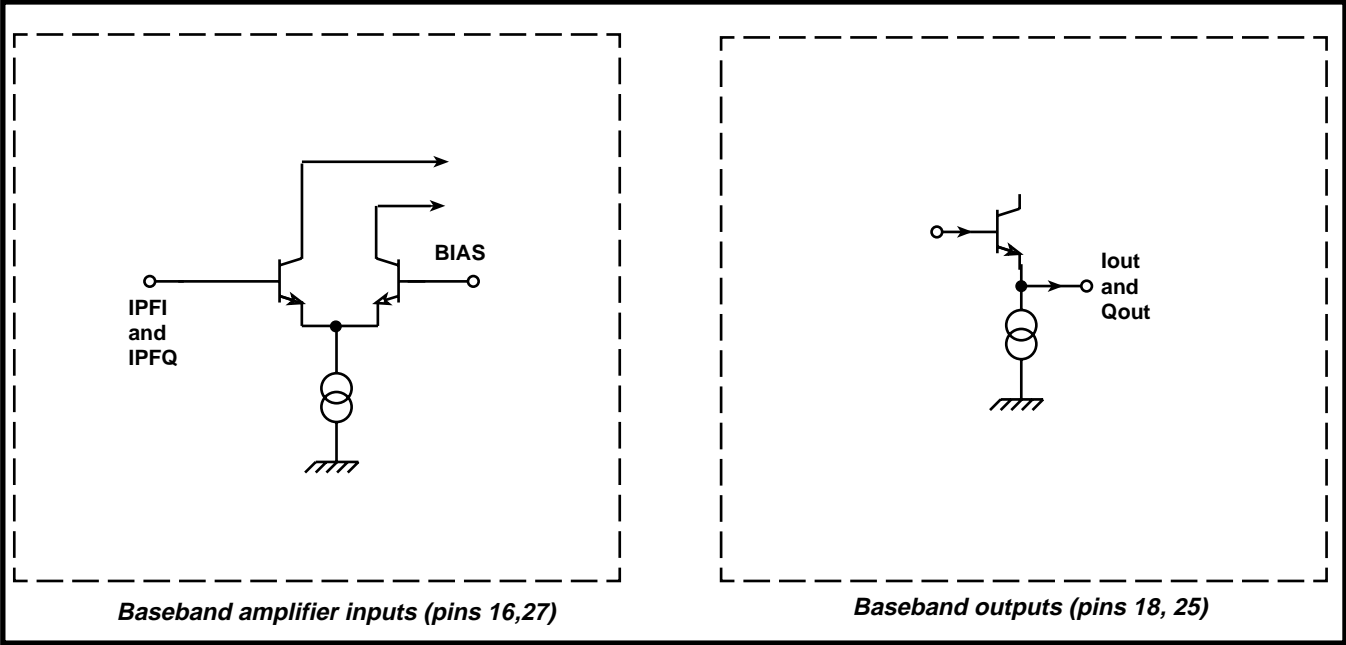 BIAS
IPFI
and
IPFQ
Baseband amplifier inputs (pins 16,27)
Iout
and
Qout
Baseband outputs (pins 18, 25)